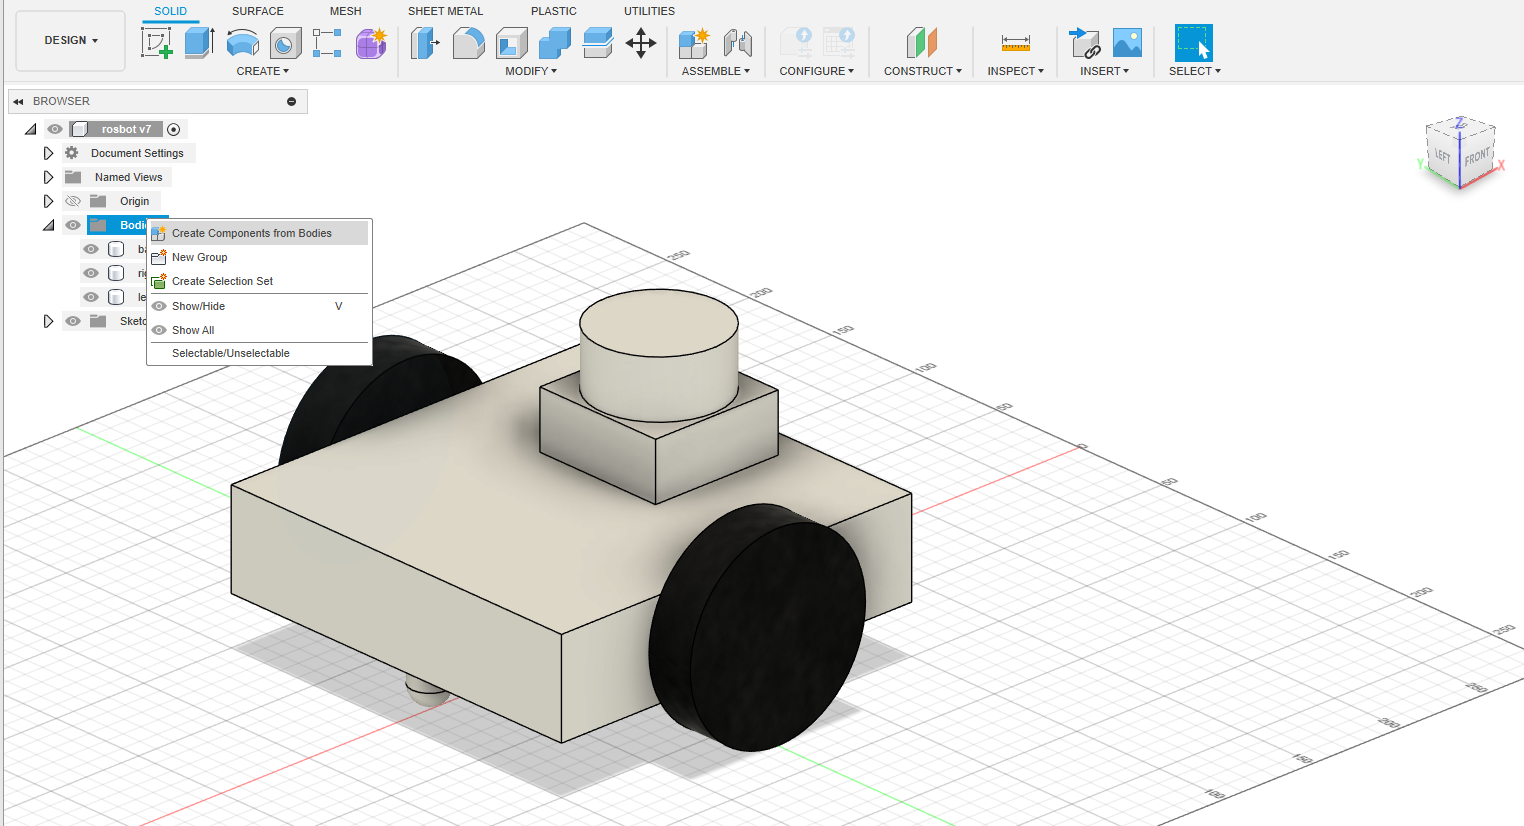 SOLID SURFACE MESH SHEET METAL PLASTIC UTILITIES
DESIGN
CREATE MODIFY ASSEMBLE CONFIGURE CONSTRUCT INSPECT INSERT SELECT
BROWSER
rosbot v7
Document Settings
Named Views
Origin
Bodie
Create Components from Bodies
ba
New Group
rig
Create Selection Set
le
Show/Hide V
Sketc
Show All
Selectable/Unselectable
Z
LEFT FRONT
Y X
250
200
150
100
50
0
50
100
150
200
250
250
200
150
100